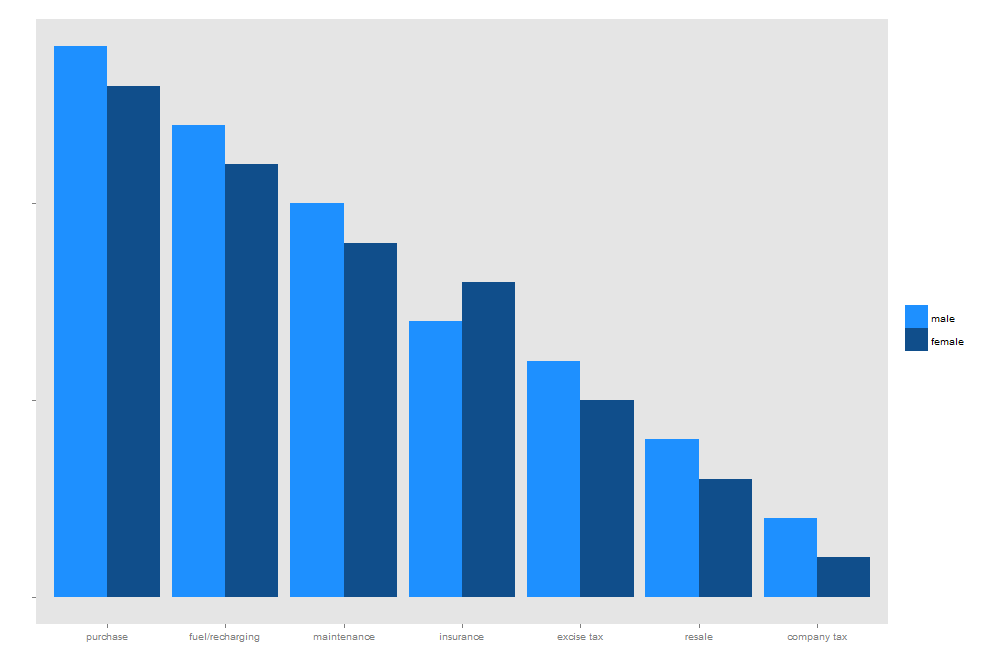 male
female
purchase
fuel/recharging
maintenance
insurance
excise tax
resale
company tax